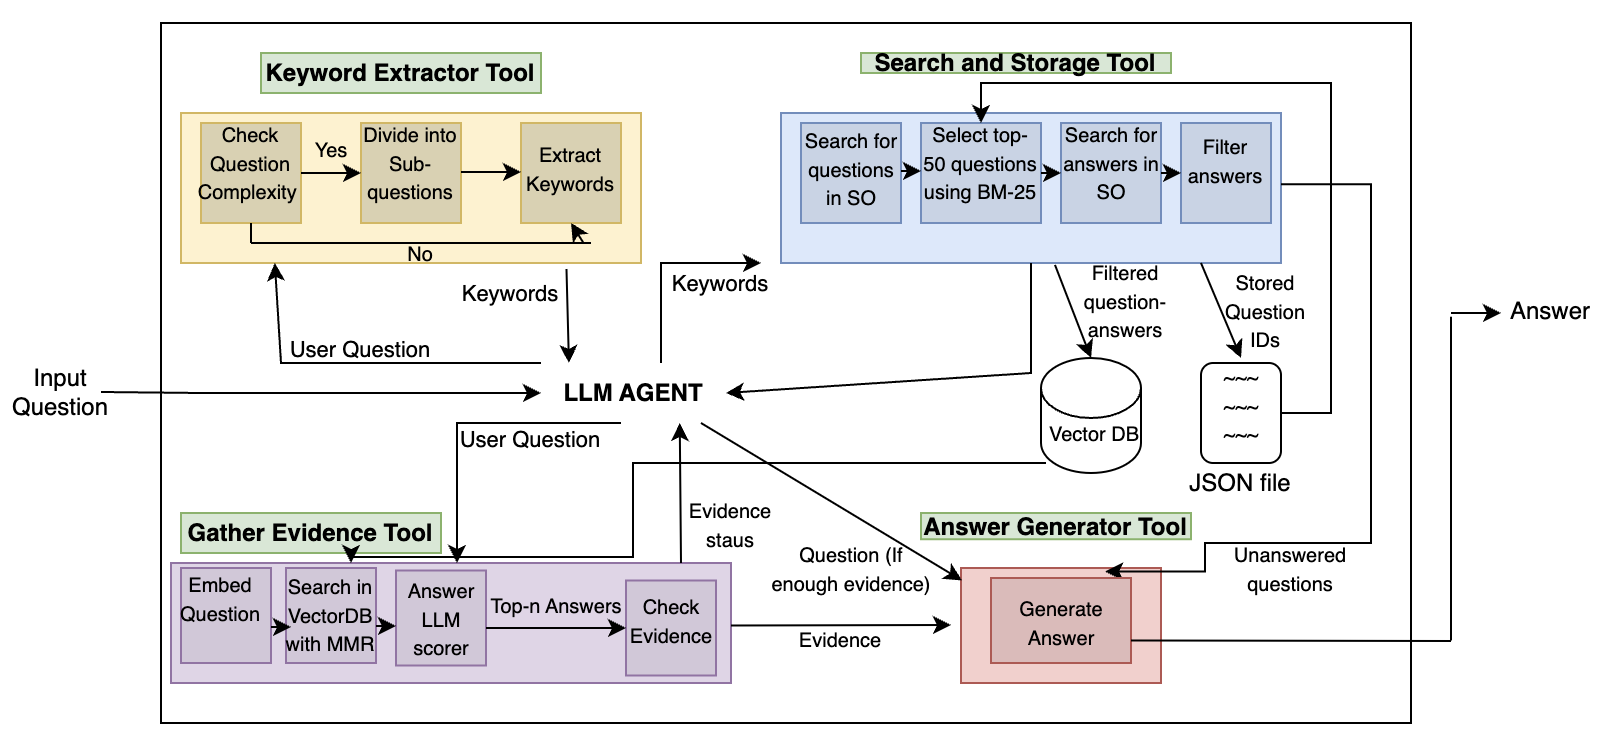 Keyword Extractor Tool
Search and Storage Tool
Check
Question
Complexity
Yes
Divide into
Sub-
questions
Extract
Keywords
No
Search for
questions
in SO
Select top-
50 questions
using BM-25
Search for
answers in
SO
Filter
answers
Keywords
Keywords
Filtered
question-
answers
Stored
Question
IDs
User Question
Input
Question
LLM AGENT
Answer
~~~
~~~
~~~
Vector DB
JSON file
User Question
Evidence
staus
Gather Evidence Tool
Answer Generator Tool
Question (If
enough evidence)
Unanswered
questions
Embed
Question
Search in
VectorDB
with MMR
Answer
LLM
scorer
Top-n Answers
Check
Evidence
Evidence
Generate
Answer